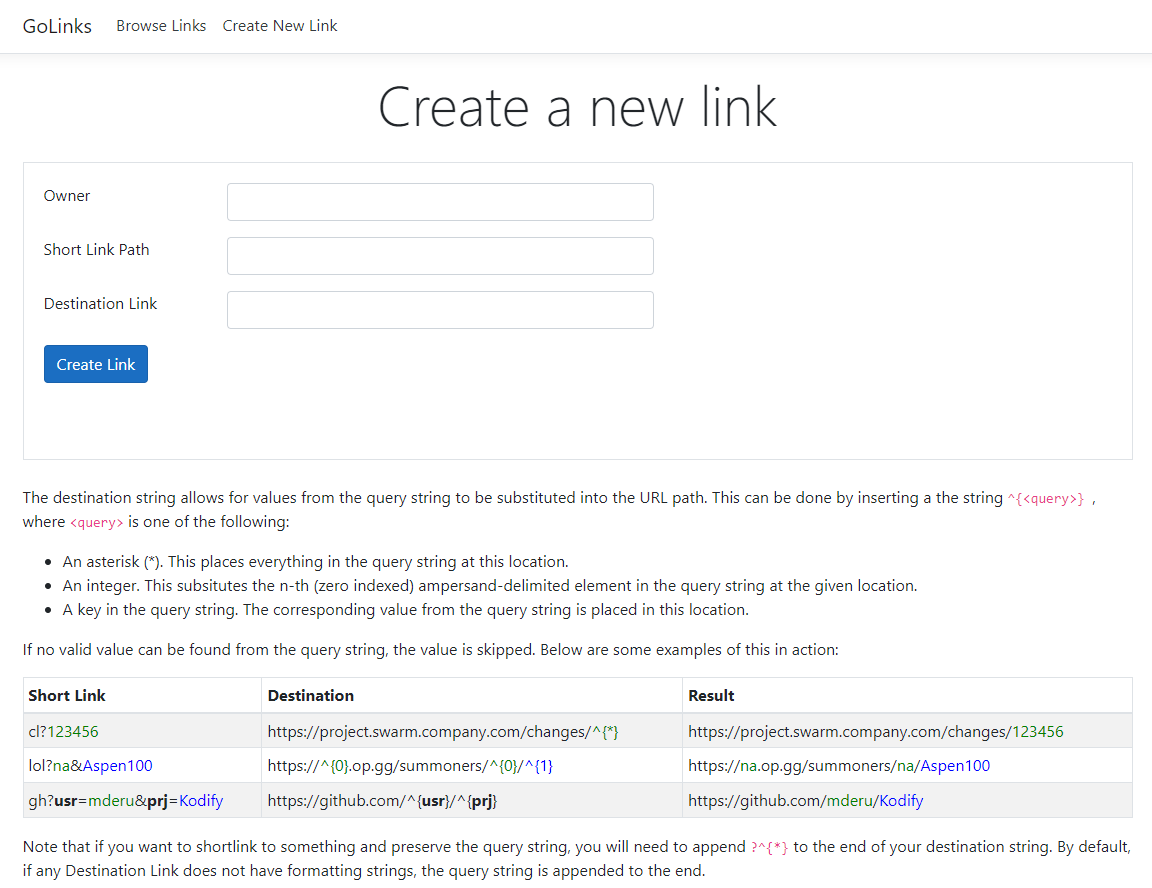 GoLinks Browse Links Create New Link
Create a new link
Owner
Short Link Path
Destination Link
Create Link
The destination string allows for values from the query string to be substituted into the URL path. This can be done by inserting a the string ^{<query>} ,
where <query> is one of the following:
An asterisk (*). This places everything in the query string at this location.
An integer. This subsitutes the n-th (zero indexed) ampersand-delimited element in the query string at the given location.
A key in the query string. The corresponding value from the query string is placed in this location.
If no valid value can be found from the query string, the value is skipped. Below are some examples of this in action:
Short Link Destination Result
cl?123456 https://project.swarm.company.com/changes/^{*} https://project.swarm.company.com/changes/123456
lol?na&Aspen100 https://^{0}.op.gg/summoners/^{0}/^{1} https://na.op.gg/summoners/na/Aspen100
gh?usr=mderu&prj=Kodify https://github.com/^{usr}/^{prj} https://github.com/mderu/Kodify
Note that if you want to shortlink to something and preserve the query string, you will need to append ?^{*} to the end of your destination string. By default,
if any Destination Link does not have formatting strings, the query string is appended to the end.